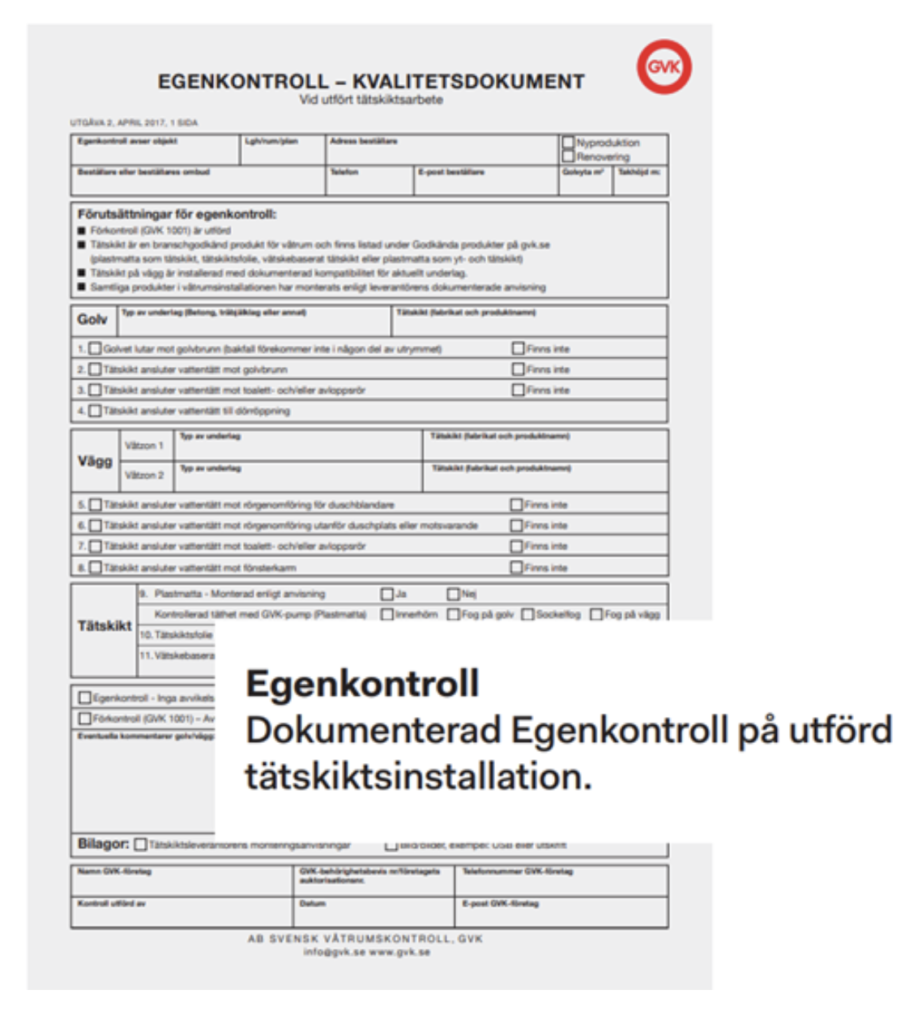 GVK
EGENKONTROLL – KVALITETSDOKUMENT
Vid utfört tätskiktsarbete
UTGÅVA 2, APRIL 2017, 1 SIDA
Egenkontroll avser objekt Lgh/rum/plan Adress beställare Nyproduktion
Renovering
Beställare eller beställares ombud Telefon E-post beställare Golvyta m² Takhöjd m:
Förutsättningar för egenkontroll:
Förkontroll (GVK 1001) är utförd
Tätskikt är en branschgodkänd produkt för våtrum och finns listad under Godkända produkter på gvk.se
(plastmatta som tätskikt, tätskiktsfolie, vätskebaserat tätskikt eller plastmatta som yt- och tätskikt)
Tätskikt på vägg är installerad med dokumenterad kompatibilitet för aktuellt underlag.
Samtliga produkter i våtrumsinstallationen har monterats enligt leverantörens dokumenterade anvisning
Golv Typ av underlag (Betong, träbjälklag eller annat) Tätskikt (fabrikat och produktnamn)
1. Golvet lutar mot golvbrunn (bakfall förekommer inte i någon del av utrymmet) Finns inte
2. Tätskikt ansluter vattentätt mot golvbrunn Finns inte
3. Tätskikt ansluter vattentätt mot toalett- och/eller avloppsrör Finns inte
4. Tätskikt ansluter vattentätt till dörröppning
Vägg Våtzon 1 Typ av underlag Tätskikt (fabrikat och produktnamn)
Våtzon 2 Typ av underlag Tätskikt (fabrikat och produktnamn)
5. Tätskikt ansluter vattentätt mot rörgenomföring för duschblandare Finns inte
6. Tätskikt ansluter vattentätt mot rörgenomföring utanför duschplats eller motsvarande Finns inte
7. Tätskikt ansluter vattentätt mot toalett- och/eller avloppsrör Finns inte
8. Tätskikt ansluter vattentätt mot fönsterkarm Finns inte
Tätskikt 9. Plastmatta - Monterad enligt anvisning Ja Nej
Kontrollerad täthet med GVK-pump (Plastmatta) Innerhörn Fog på golv Sockelfog Fog på vägg
10. Tätskiktsfolie
11. Vätskebasera
Egenkontroll - Inga avvikels
Förkontroll (GVK 1001) – Av
Eventuella kommentarer golv/vägg
Egenkontroll
Dokumenterad Egenkontroll på utförd
tätskiktsinstallation.
Bilagor: Tätskiktsleverantörens monteringsanvisningar Bild/bilder, exempel: USB eller utskrift
Namn GVK-företag GVK-behörighetsbevis nr/företagets auktorisationsnr. Telefonnummer GVK-företag
Kontroll utförd av Datum E-post GVK-företag
AB SVENSK VÅTRUMSKONTROLL, GVK
info@gvk.se www.gvk.se